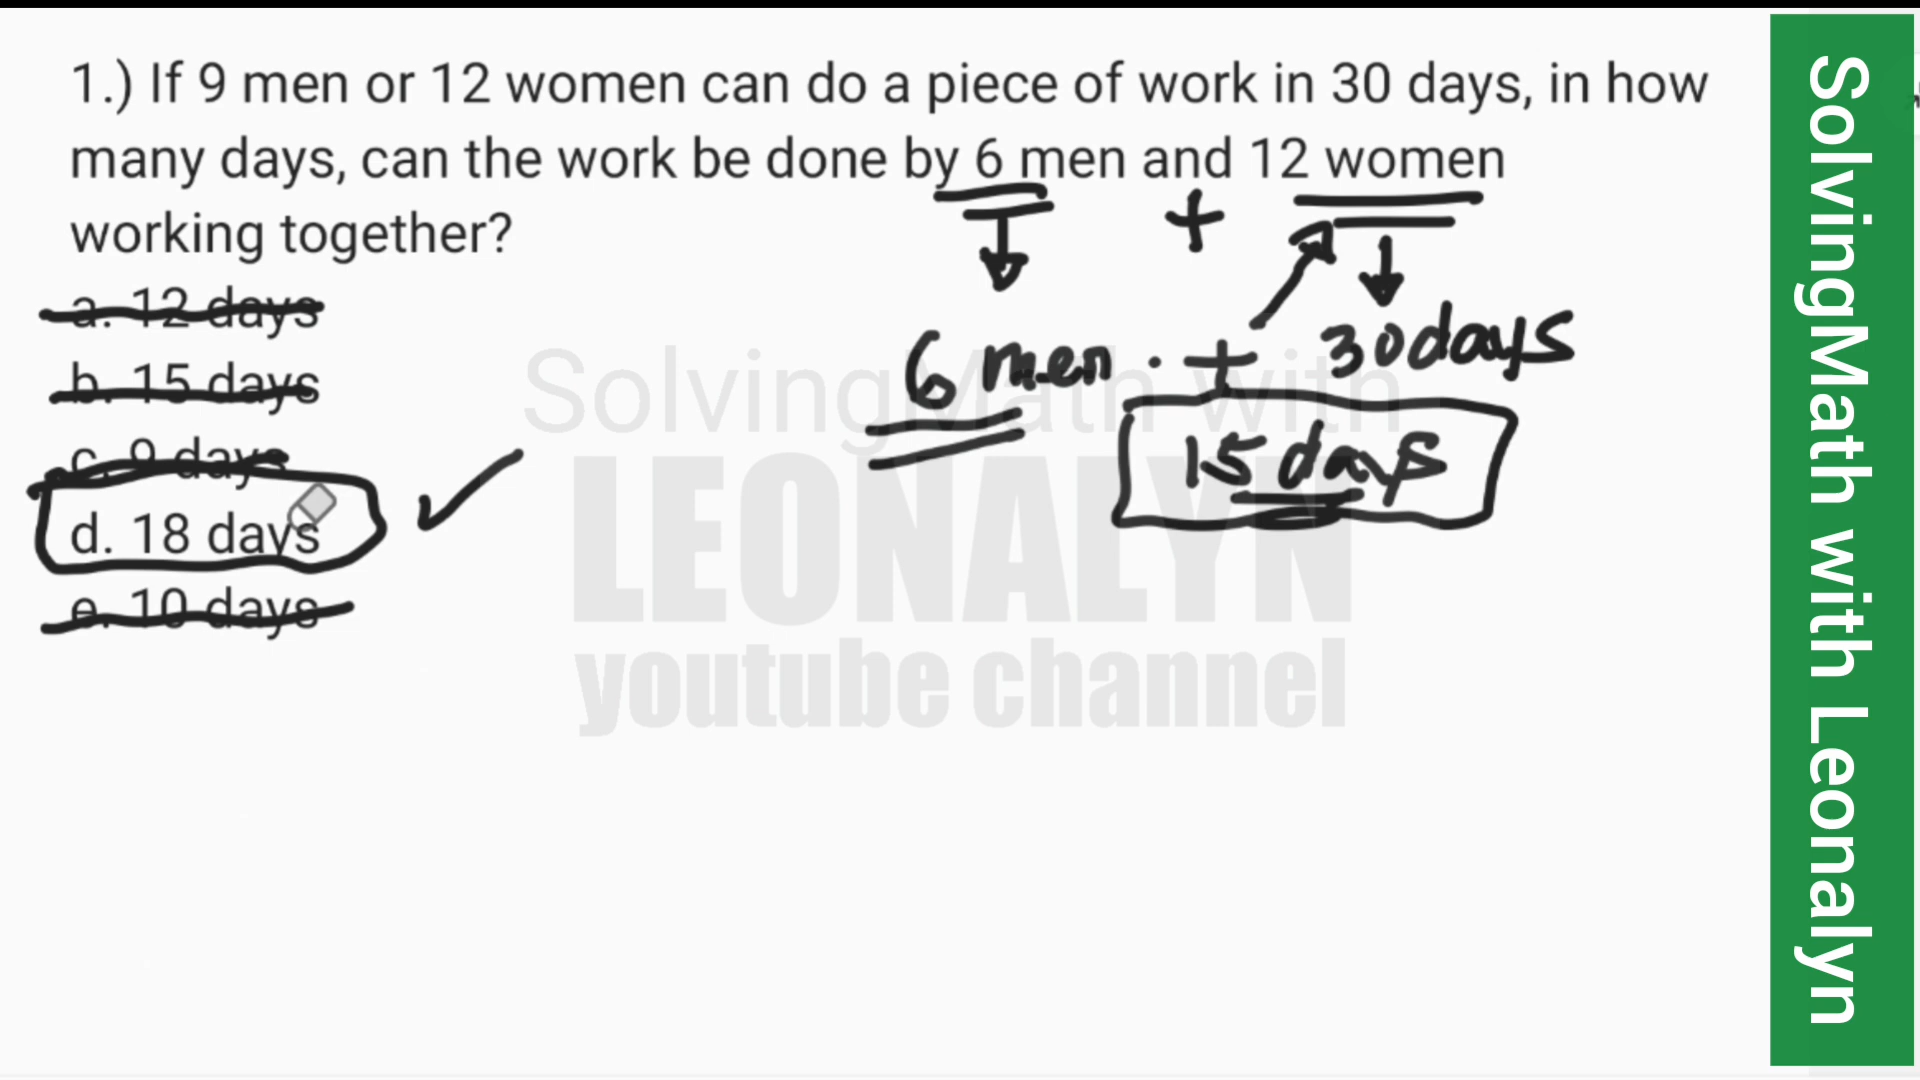 1.) If 9 men or 12 women can do a piece of work in 30 days, in how
many days, can the work be done by 6 men and 12 women
working together?
+
a. 12 days
b. 15 days
c. 9 days
d. 18 days
e. 10 days
6 men + 30 days
15 days
SolvingMath with
LEONALYN
youtube channel
SolvingMath with Leonalyn